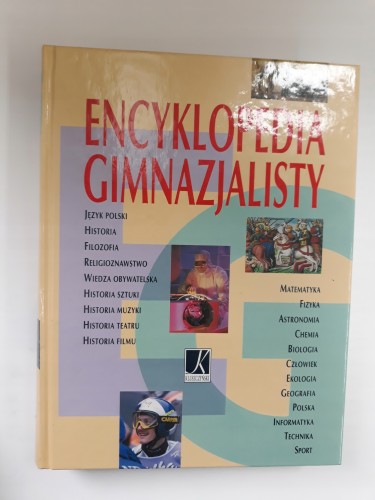 ENCYKLOPEDIA
GIMNAZJALISTY
JĘZYK POLSKI
HISTORIA
FILOZOFIA
RELIGIOZNAWSTWO
WIEDZA OBYWATELSKA
HISTORIA SZTUKI
HISTORIA MUZYKI
HISTORIA TEATRU
HISTORIA FILMU
MATEMATYKA
FIZYKA
ASTRONOMIA
CHEMIA
BIOLOGIA
CZŁOWIEK
EKOLOGIA
GEOGRAFIA
POLSKA
INFORMATYKA
TECHNIKA
SPORT
K
KLUSZCZYŃSKI